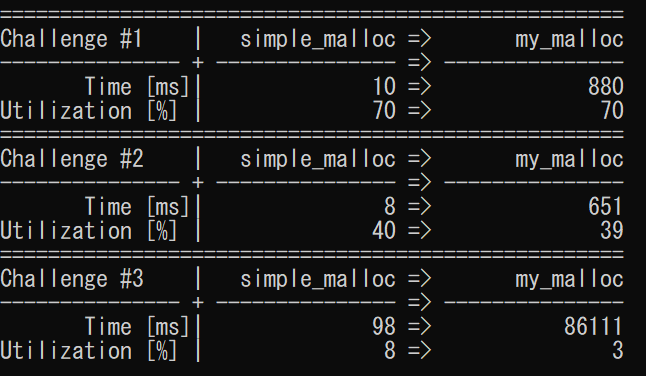 ====================================================
Challenge #1    |   simple_malloc =>       my_malloc
--------------- + --------------- => ---------------
       Time [ms]|              10 =>             880
Utilization [%] |              70 =>              70
====================================================
Challenge #2    |   simple_malloc =>       my_malloc
--------------- + --------------- => ---------------
       Time [ms]|               8 =>             651
Utilization [%] |              40 =>              39
====================================================
Challenge #3    |   simple_malloc =>       my_malloc
--------------- + --------------- => ---------------
       Time [ms]|              98 =>           86111
Utilization [%] |               8 =>               3